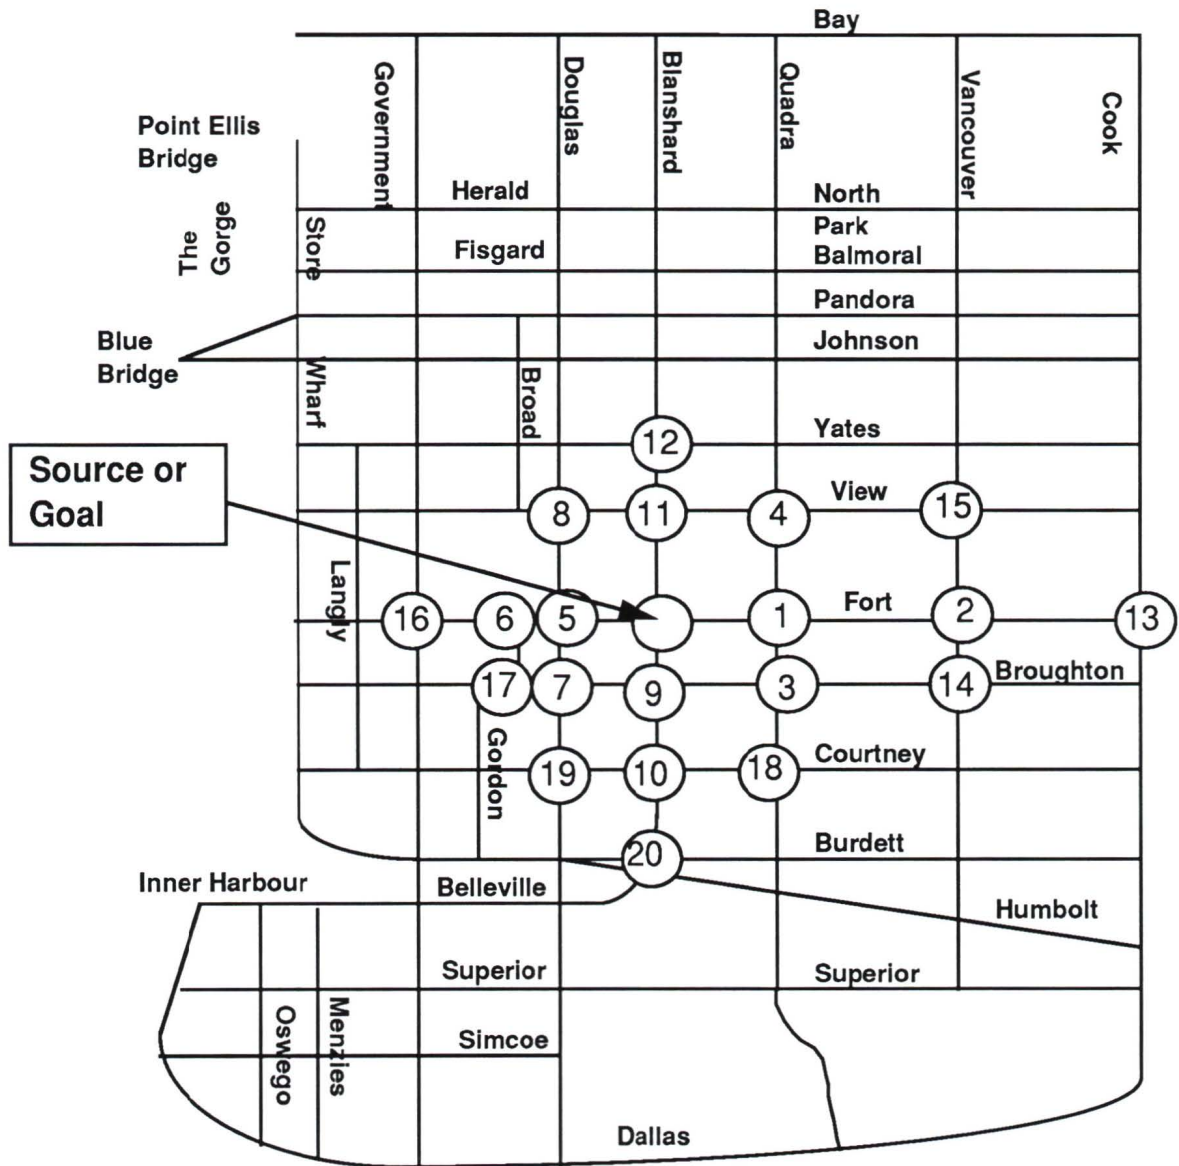 Bay
Government
Douglas
Blanshard
Quadra
Vancouver
Cook
Point Ellis
Bridge
The
Gorge
Herald
North
Store
Park
Fisgard
Balmoral
Pandora
Blue
Bridge
Johnson
Wharf
Broad
12
Yates
Source or
Goal
8
11
4
View
15
Langly
16
6
5
1
Fort
2
13
17
7
9
3
14
Broughton
Gordon
19
10
18
Courtney
20
Burdett
Inner Harbour
Belleville
Humbolt
Superior
Superior
Oswego
Menzies
Simcoe
Dallas